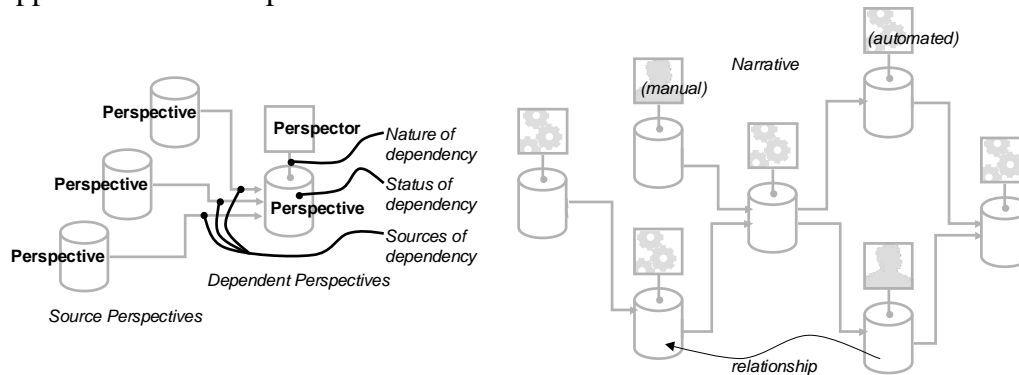 Perspective
Perspector
Nature of
dependency
Perspective
Status of
dependency
Perspective
Sources of
dependency
Perspective
Dependent Perspectives
Source Perspectives
(automated)
Narrative
(manual)
relationship